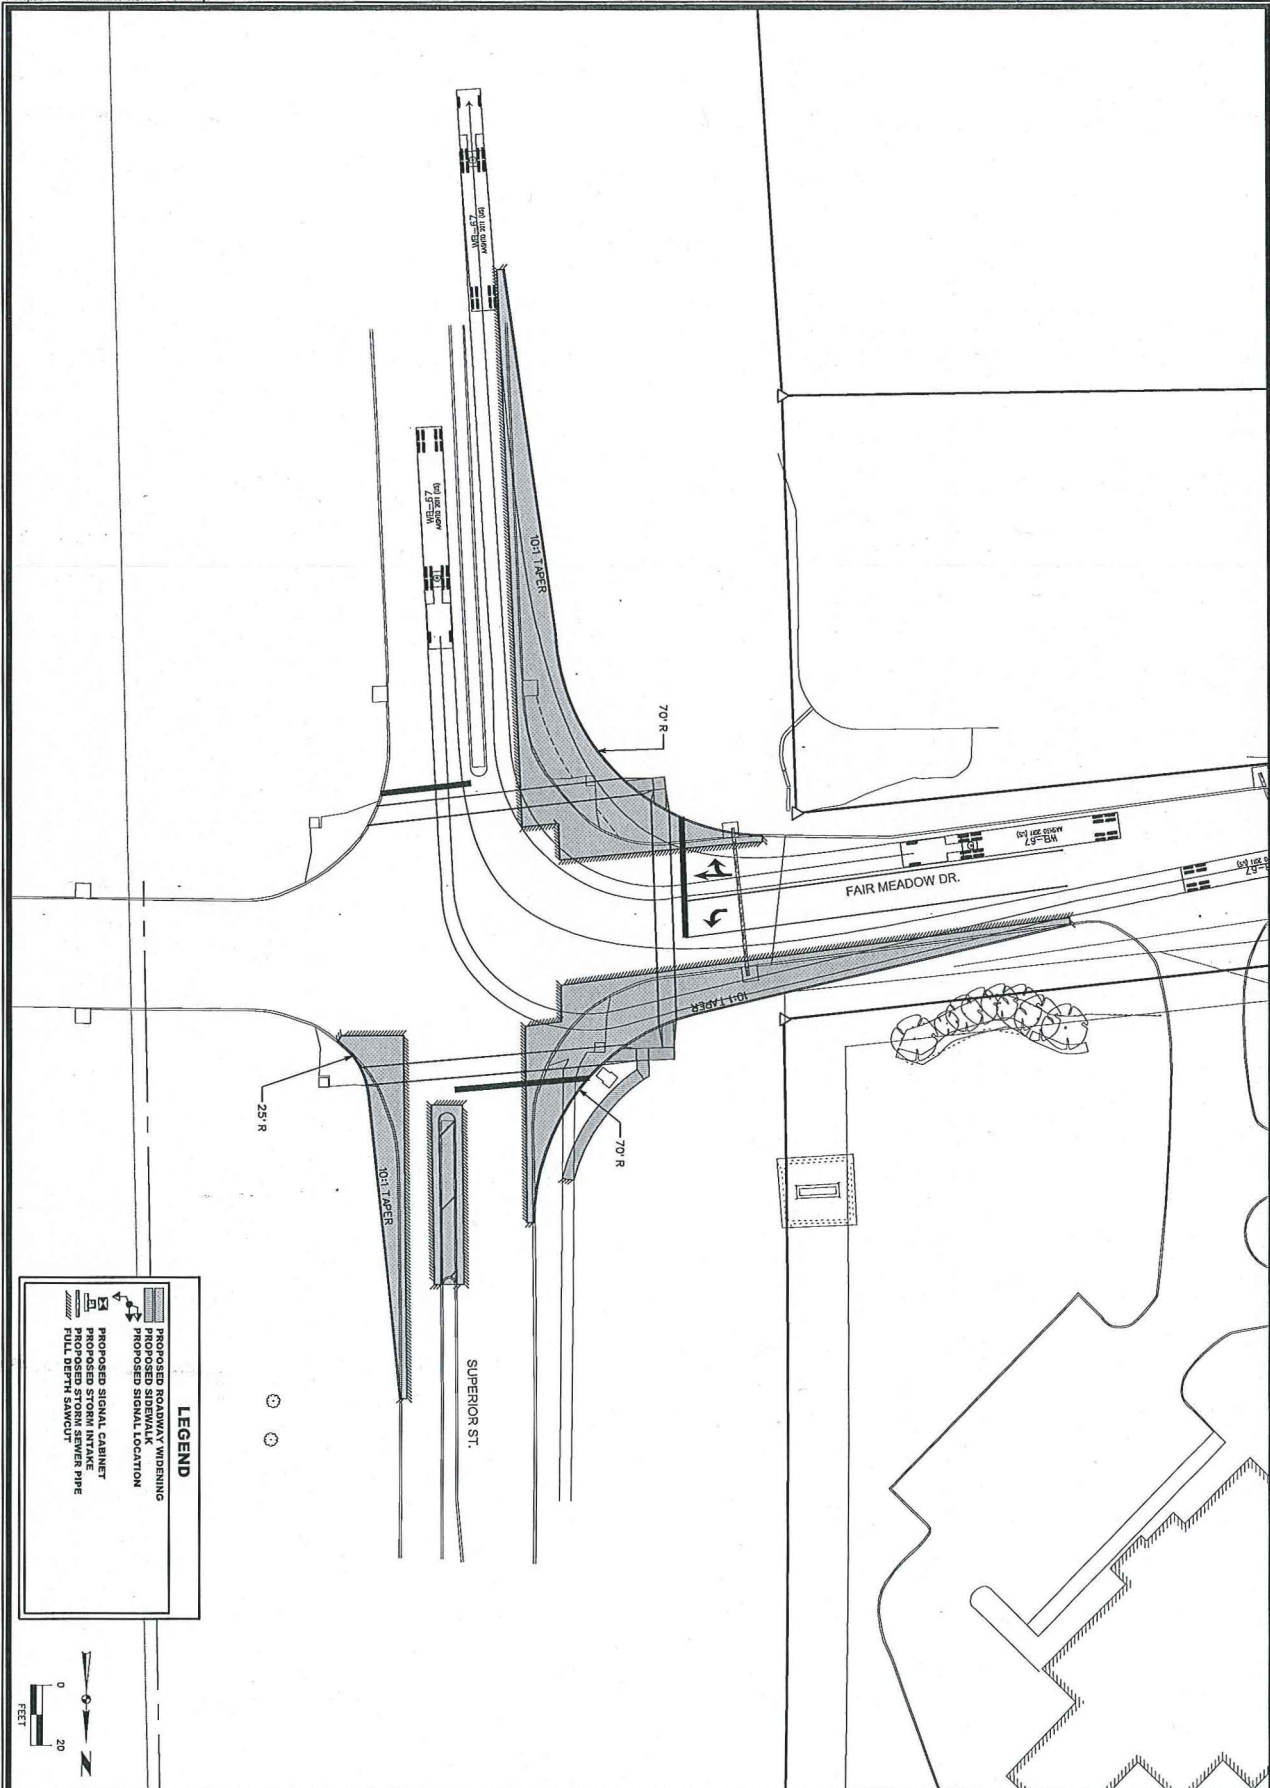 WB-67
AASHTO 2011 (US)
WB-67
AASHTO 2011 (US)
10:1 TAPER
70' R
WB-67
AASHTO 2011 (US)
FAIR MEADOW DR.
10:1 TAPER
70' R
25' R
10:1 TAPER
SUPERIOR ST.
LEGEND
PROPOSED ROADWAY WIDENING
PROPOSED SIDEWALK
PROPOSED SIGNAL LOCATION
PROPOSED SIGNAL CABINET
PROPOSED STORM INTAKE
PROPOSED STORM SEWER PIPE
FULL DEPTH SAWCUT
N
0 20
FEET